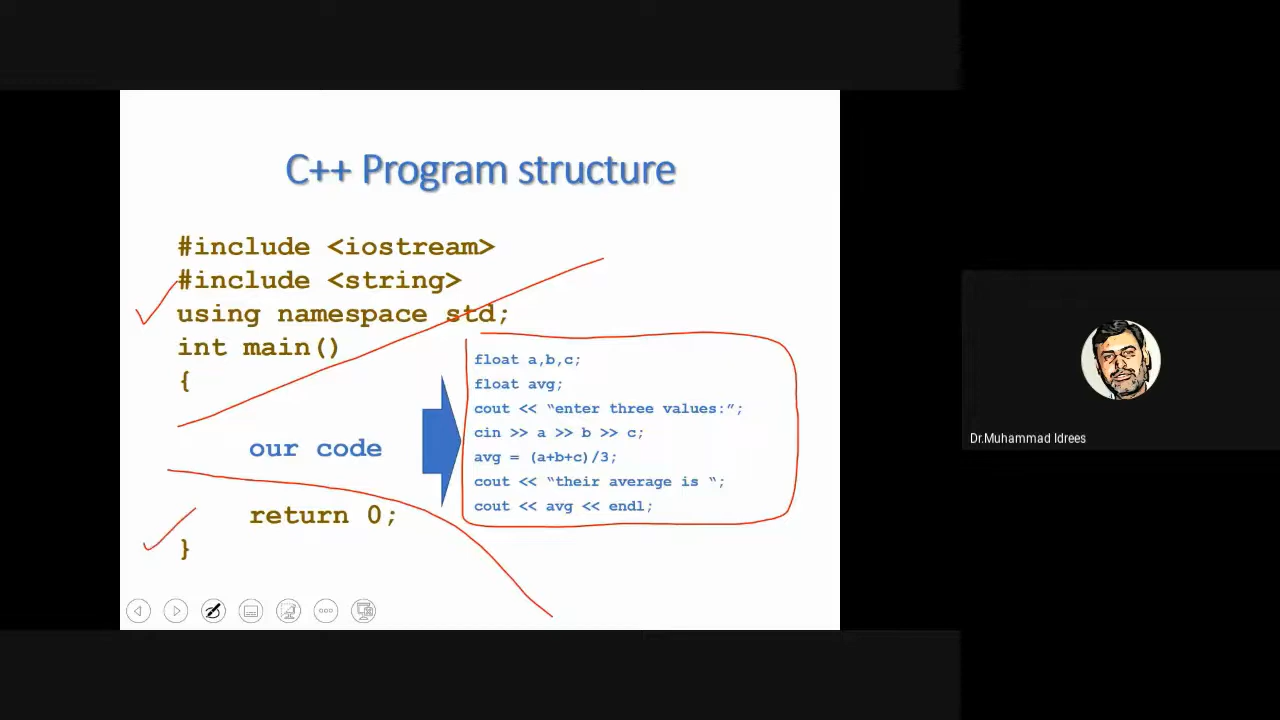 C++ Program structure
#include <iostream>
#include <string>
using namespace std;
int main()
{
our code
return 0;
}
float a,b,c;
float avg;
cout << “enter three values:”;
cin >> a >> b >> c;
avg = (a+b+c)/3;
cout << “their average is “;
cout << avg << endl;
Dr.Muhammad Idrees